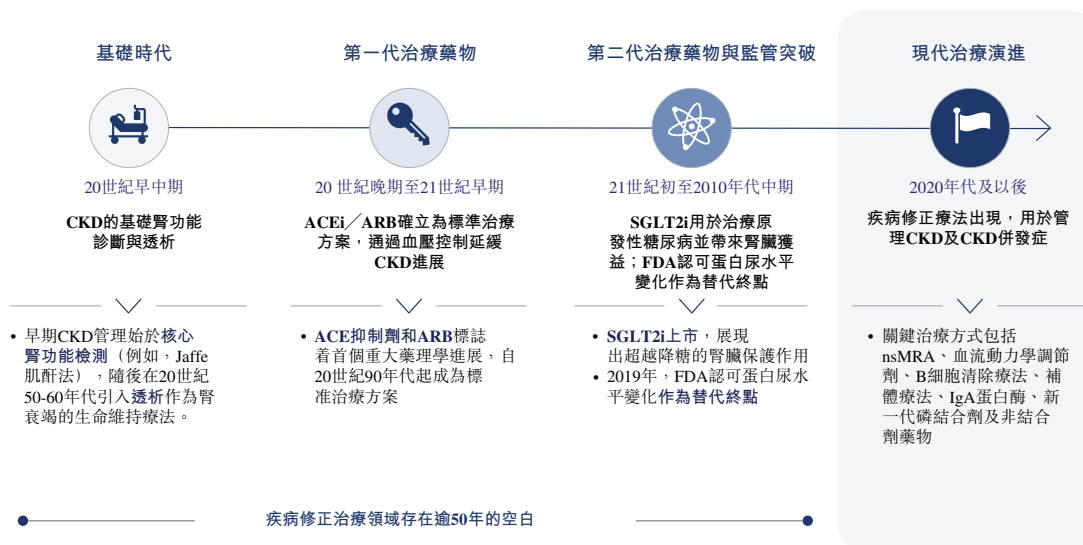 基礎時代
20世紀早中期
CKD的基礎腎功能
診斷與透析
• 早期CKD管理始於核心
腎功能檢測（例如，Jaffe
肌酐法），隨後在20世紀
50-60年代引入透析作為腎
衰竭的生命維持療法。
第一代治療藥物
20 世紀晚期至21世紀早期
ACEi／ARB確立為標準治療
方案，通過血壓控制延緩
CKD進展
• ACE抑制劑和ARB標誌
着首個重大藥理學進展，自
20世紀90年代起成為標
准治療方案
第二代治療藥物與監管突破
21世紀初至2010年代中期
SGLT2i用於治療原
發性糖尿病並帶來腎臟獲
益；FDA認可蛋白尿水平
變化作為替代終點
• SGLT2i上市，展現
出超越降糖的腎臟保護作用
• 2019年，FDA認可蛋白尿水
平變化作為替代終點
現代治療演進
2020年代及以後
疾病修正療法出現，用於管
理CKD及CKD併發症
• 關鍵治療方式包括
nsMRA、血流動力學調節
劑、B細胞清除療法、補
體療法、IgA蛋白酶、新
一代磷結合劑及非結合
劑藥物
疾病修正治療領域存在逾50年的空白